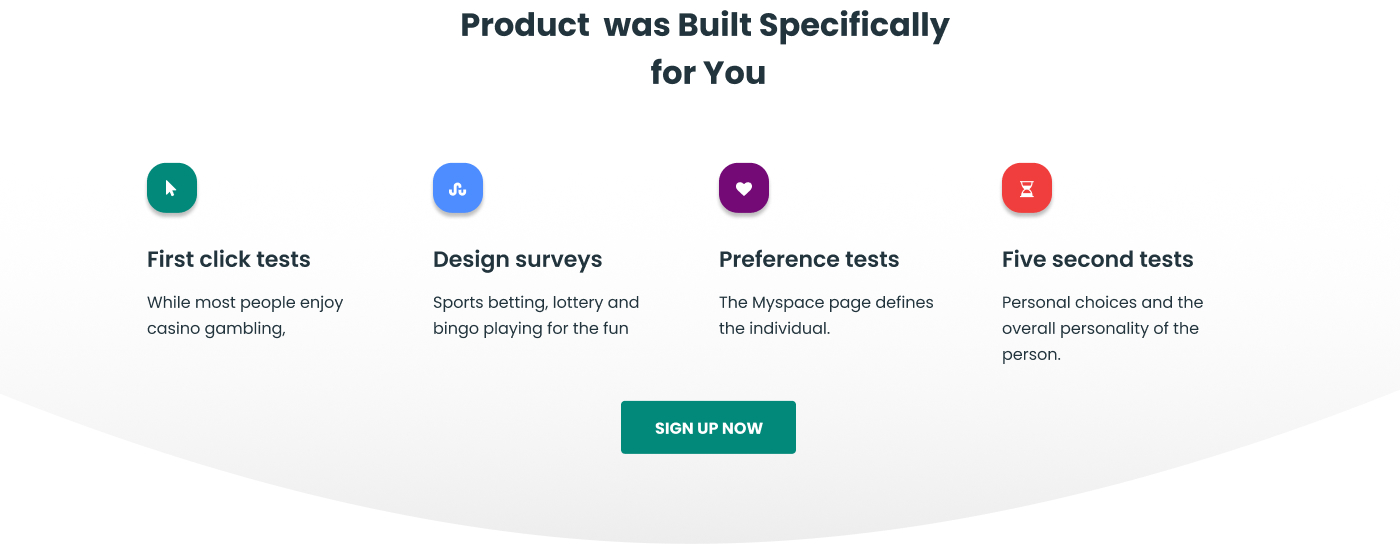 Product was Built Specifically
for You
First click tests
While most people enjoy
casino gambling,
Design surveys
Sports betting, lottery and
bingo playing for the fun
Preference tests
The Myspace page defines
the individual.
Five second tests
Personal choices and the
overall personality of the
person.
SIGN UP NOW